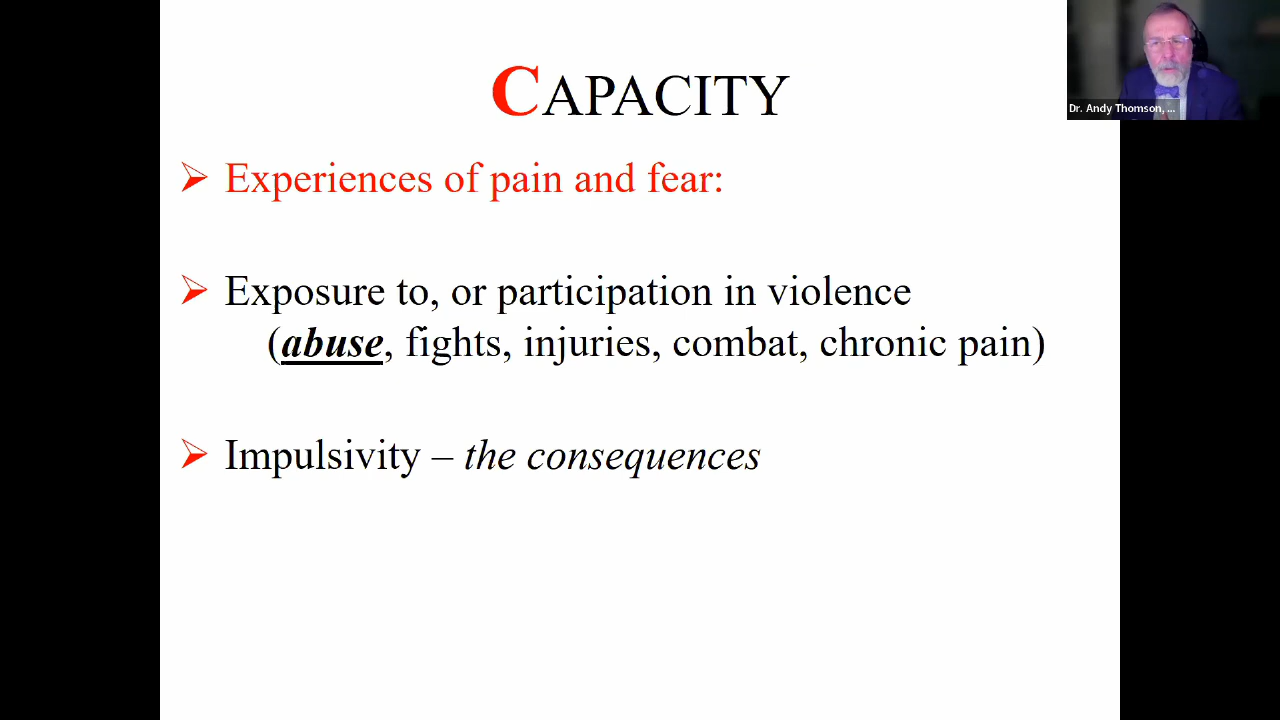 CAPACITY
Experiences of pain and fear:
Exposure to, or participation in violence
(abuse, fights, injuries, combat, chronic pain)
Impulsivity – the consequences
Dr. Andy Thomson, ...